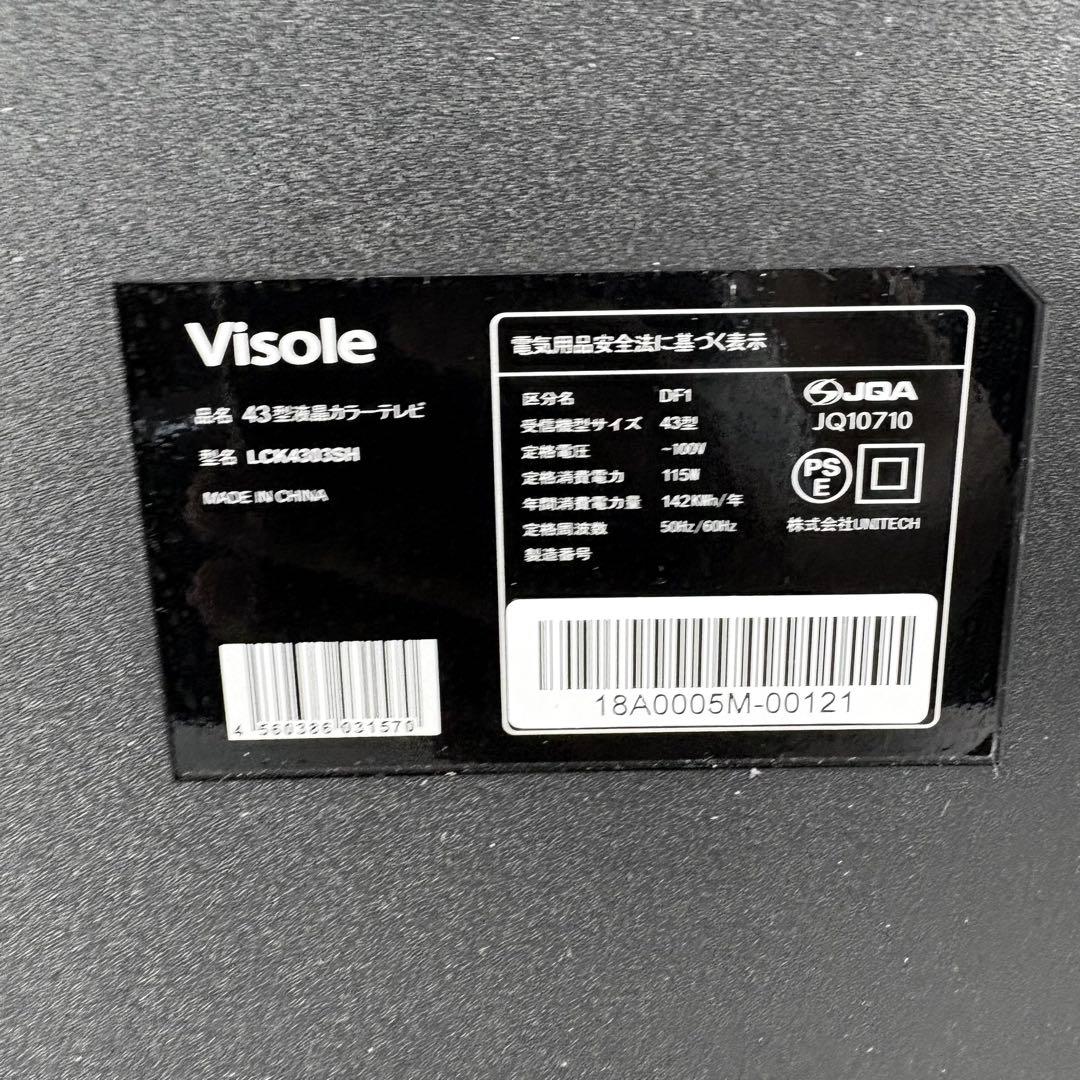 Visole
品名 43型液晶カラーテレビ
型名 LCK4303SH
MADE IN CHINA
4 560386 031570
電気用品安全法に基づく表示
区分名 DF1
受信機型サイズ 43型
定格電圧 ~100V
定格消費電力 115W
年間消費電力量 142KWh/年
定格周波数 50Hz/60Hz
製造番号
JQA
JQ10710
PS
E
株式会社UNITECH
18A0005M-00121